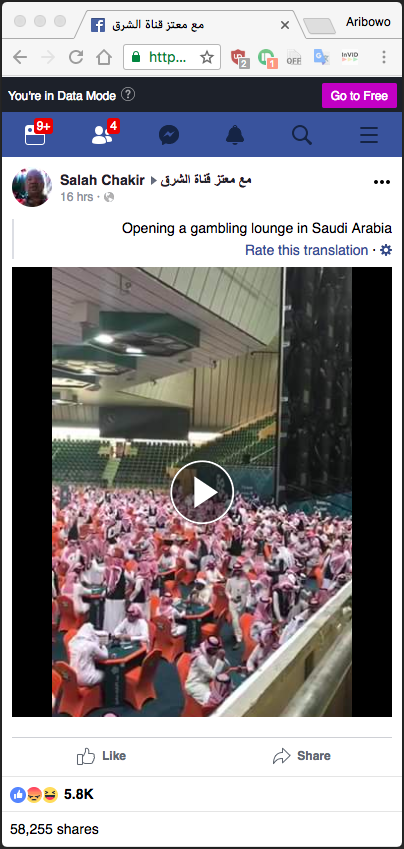 مع معتز قناة الشرق
Aribowo
http...
2
1
OFF
InVID
You're in Data Mode ?
Go to Free
9+
4
Salah Chakir ▸ مع معتز قناة الشرق
16 hrs ·
Opening a gambling lounge in Saudi Arabia
Rate this translation ·
Like
Share
5.8K
58,255 shares